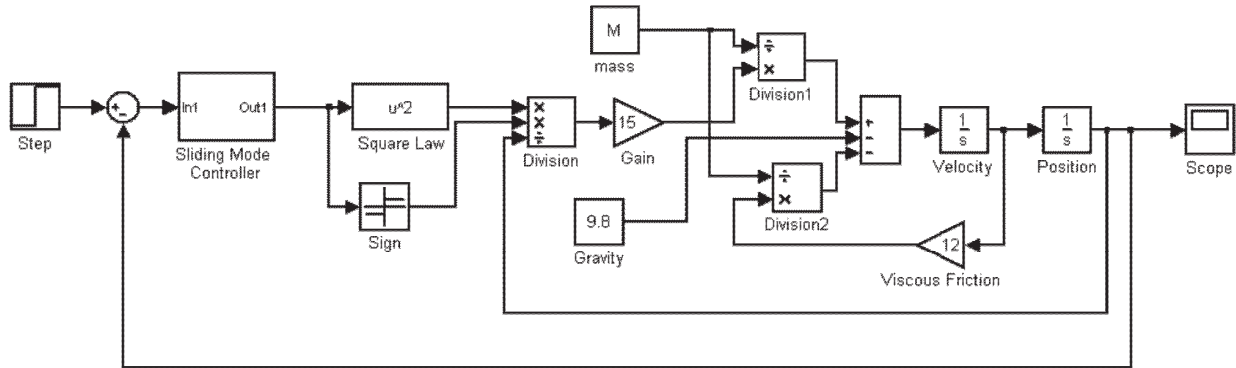 M
mass
÷
×
Division1
Step
+
−
In1
Out1
Sliding Mode
Controller
u^2
Square Law
×
×
÷
Division
15
Gain
+
−
−
1
s
Velocity
1
s
Position
Scope
Sign
÷
×
Division2
9.8
Gravity
12
Viscous Friction